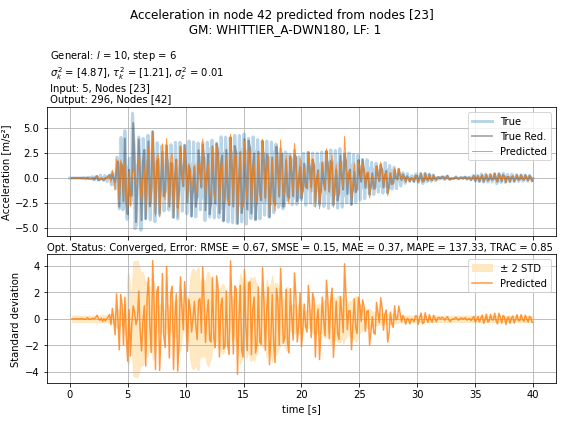 Acceleration in node 42 predicted from nodes [23]
GM: WHITTIER_A-DWN180, LF: 1
General: l = 10, step = 6
σ²ₖ = [4.87], τ²ₖ = [1.21], σ²ε = 0.01
Input: 5, Nodes [23]
Output: 296, Nodes [42]
Acceleration [m/s²]
5.0
2.5
0.0
−2.5
−5.0
True
True Red.
Predicted
Opt. Status: Converged, Error: RMSE = 0.67, SMSE = 0.15, MAE = 0.37, MAPE = 137.33, TRAC = 0.85
Standard deviation
4
2
0
−2
−4
± 2 STD
Predicted
0 5 10 15 20 25 30 35 40
time [s]